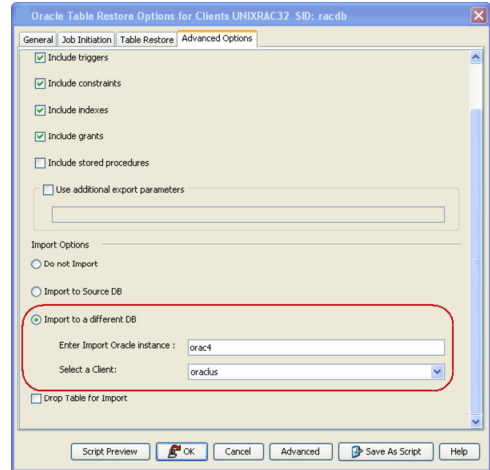 Oracle Table Restore Options for Clients UNIXRAC32 SID: racdb
General Job Initiation Table Restore Advanced Options
Include triggers
Include constraints
Include indexes
Include grants
Include stored procedures
Use additional export parameters
Import Options
Do not Import
Import to Source DB
Import to a different DB
Enter Import Oracle instance : orac4
Select a Client: oraclus
Drop Table for Import
Script Preview OK Cancel Advanced Save As Script Help